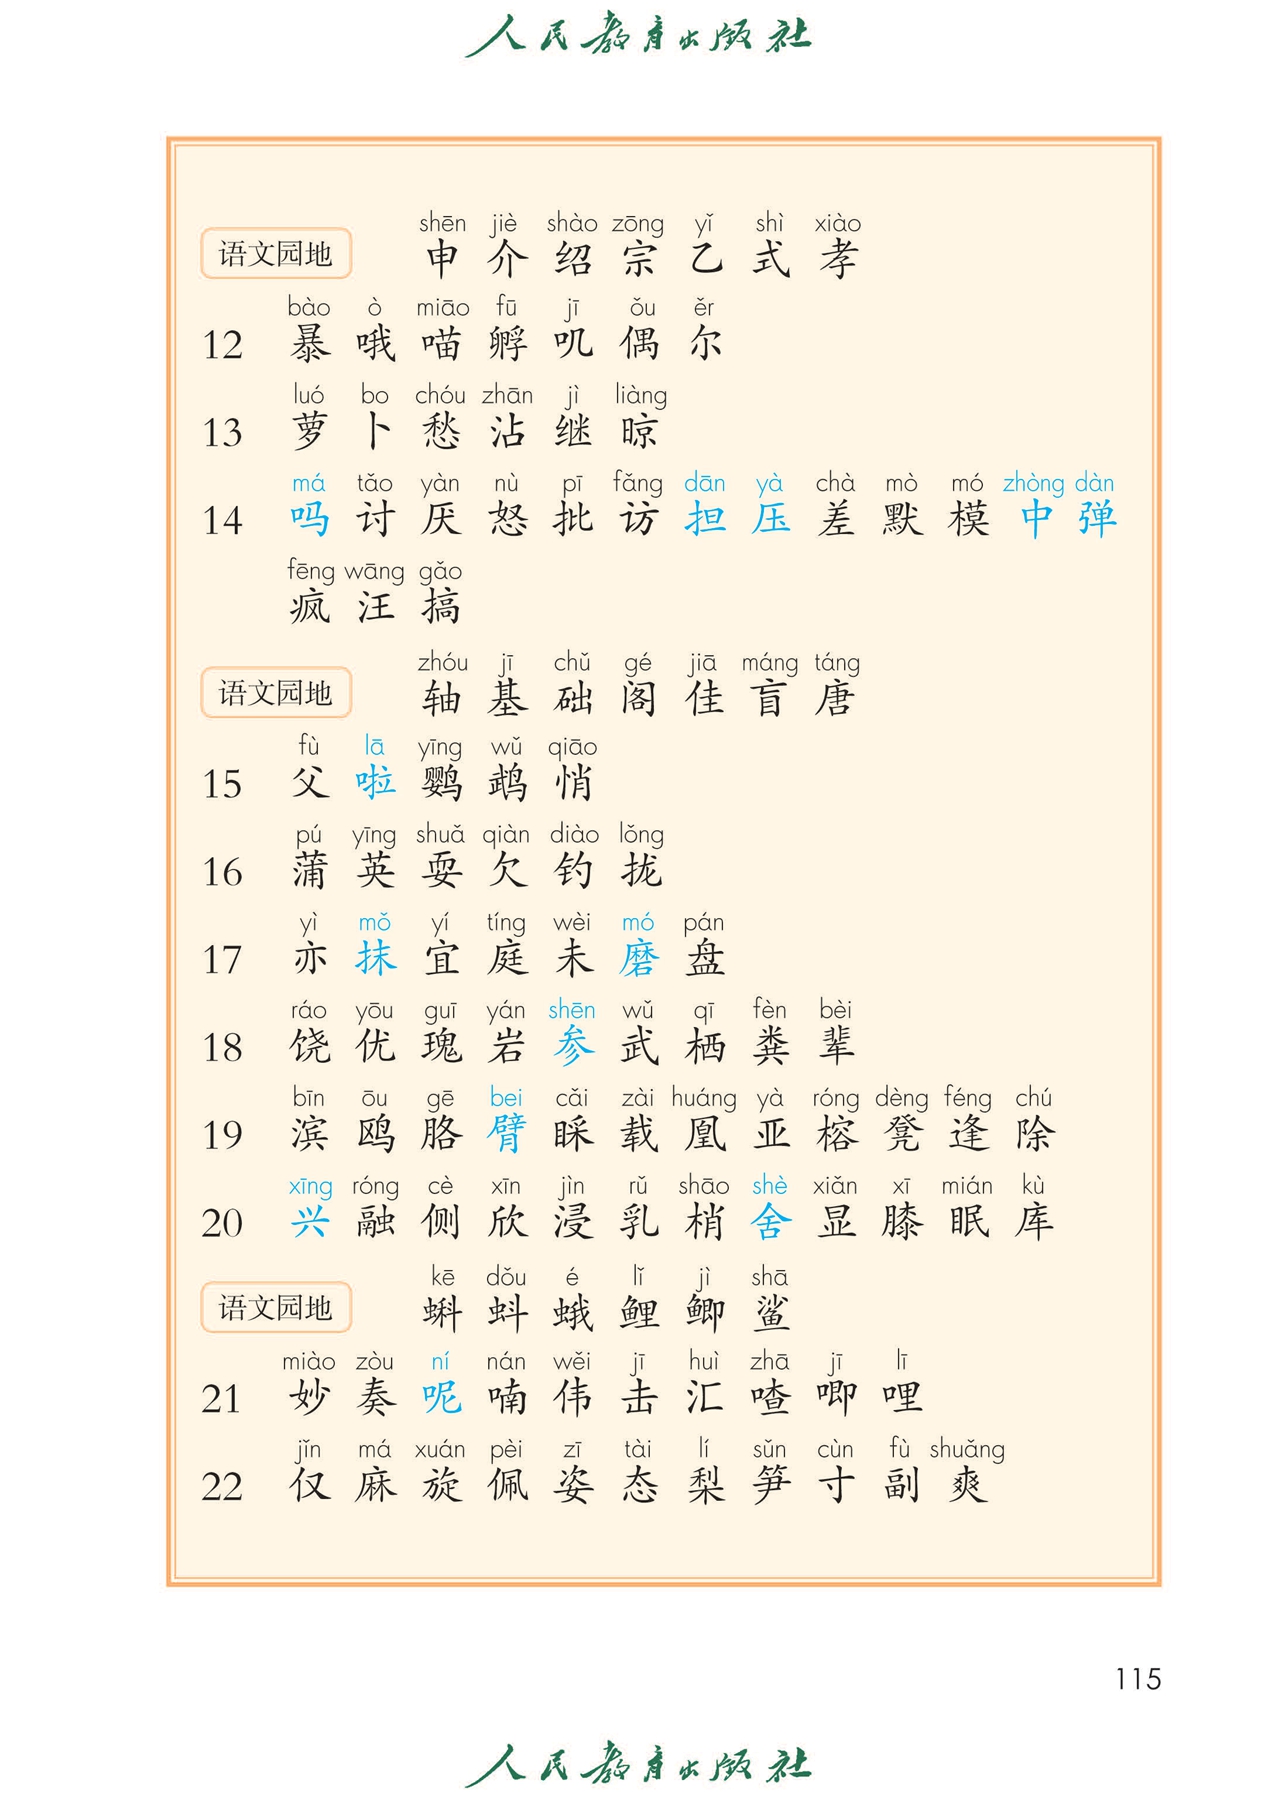 人民教育出版社
shēn jiè shào zōng yǐ shì xiào
语文园地 申 介 绍 宗 乙 式 孝
bào ò miāo fū jī ǒu ěr
12 暴 哦 喵 孵 叽 偶 尔
luó bo chóu zhān jì liàng
13 萝 卜 愁 沾 继 晾
má tǎo yàn nù pī fǎng dān yà chà mò mó zhòng dàn
14 吗 讨 厌 怒 批 访 担 压 差 默 模 中 弹
fēng wāng gǎo
疯 汪 搞
zhóu jī chǔ gé jiā máng táng
语文园地 轴 基 础 阁 佳 盲 唐
fù lā yīng wǔ qiāo
15 父 啦 鹦 鹉 悄
pú yīng shuǎ qiàn diào lǒng
16 蒲 英 耍 欠 钓 拢
yì mǒ yí tíng wèi mó pán
17 亦 抹 宜 庭 未 磨 盘
ráo yōu guī yán shēn wǔ qī fèn bèi
18 饶 优 瑰 岩 参 武 栖 粪 辈
bīn ōu gē bei cǎi zài huáng yà róng dèng féng chú
19 滨 鸥 胳 臂 睬 载 凰 亚 榕 凳 逢 除
xīng róng cè xīn jìn rǔ shāo shè xiǎn xī mián kù
20 兴 融 侧 欣 浸 乳 梢 舍 显 膝 眠 库
kē dǒu é lǐ jì shā
语文园地 蝌 蚪 蛾 鲤 鲫 鲨
miào zòu ní nán wěi jī huì zhā jī lī
21 妙 奏 呢 喃 伟 击 汇 喳 唧 哩
jǐn má xuán pèi zī tài lí sǔn cùn fù shuǎng
22 仅 麻 旋 佩 姿 态 梨 笋 寸 副 爽
115
人民教育出版社